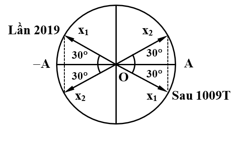 Lần 2019 x₁ x₂
30° 30°
–A O A
30° 30°
x₂ x₁ Sau 1009T